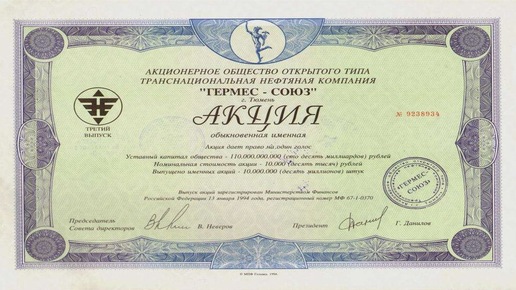 АКЦИОНЕРНОЕ ОБЩЕСТВО ОТКРЫТОГО ТИПА
ТРАНСНАЦИОНАЛЬНАЯ НЕФТЯНАЯ КОМПАНИЯ
"ГЕРМЕС - СОЮЗ"
г. Тюмень
АКЦИЯ
обыкновенная именная
№ 9238934
ТРЕТИЙ
ВЫПУСК
Акция дает право на один голос
Уставный капитал общества - 110,000,000,000 (сто десять миллиардов) рублей
Номинальная стоимость акции - 10,000 (десять тысяч) рублей
Выпущено именных акций - 10,000,000 (десять миллионов) штук
Выпуск акций зарегистрирован Министерством Финансов
Российской Федерации 13 января 1994 года, регистрационный номер МФ 67-1-0370
"ГЕРМЕС-
СОЮЗ"
Председатель
Совета директоров
В. Неверов
Президент
Г. Данилов